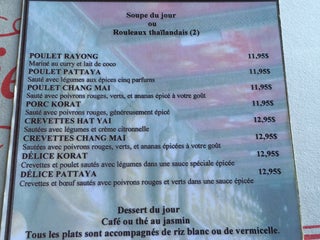 Soupe du jour
ou
Rouleaux thaïlandais (2)
POULET RAYONG 11,95$
Mariné au curry et lait de coco
POULET PATTAYA 11,95$
Sauté avec légumes aux épices cinq parfums
POULET CHANG MAI 11,95$
Sauté avec poivrons rouges, verts, et ananas épicé à votre goût
PORC KORAT 11,95$
Sauté avec poivrons rouges, généreusement épicé
CREVETTES HAT YAI 12,95$
Sautées avec légumes et crème citronnelle
CREVETTES CHANG MAI 12,95$
Sautées avec poivrons rouges, verts, et ananas épicé à votre goût
DÉLICE KORAT 12,95$
Crevettes et poulet sautés avec légumes dans une sauce spéciale épicée
DÉLICE PATTAYA 12,95$
Crevettes et bœuf sautés avec poivrons rouges et verts dans une sauce épicée
Dessert du jour
Café ou thé au jasmin
Tous les plats sont accompagnés de riz blanc ou de vermicelle.